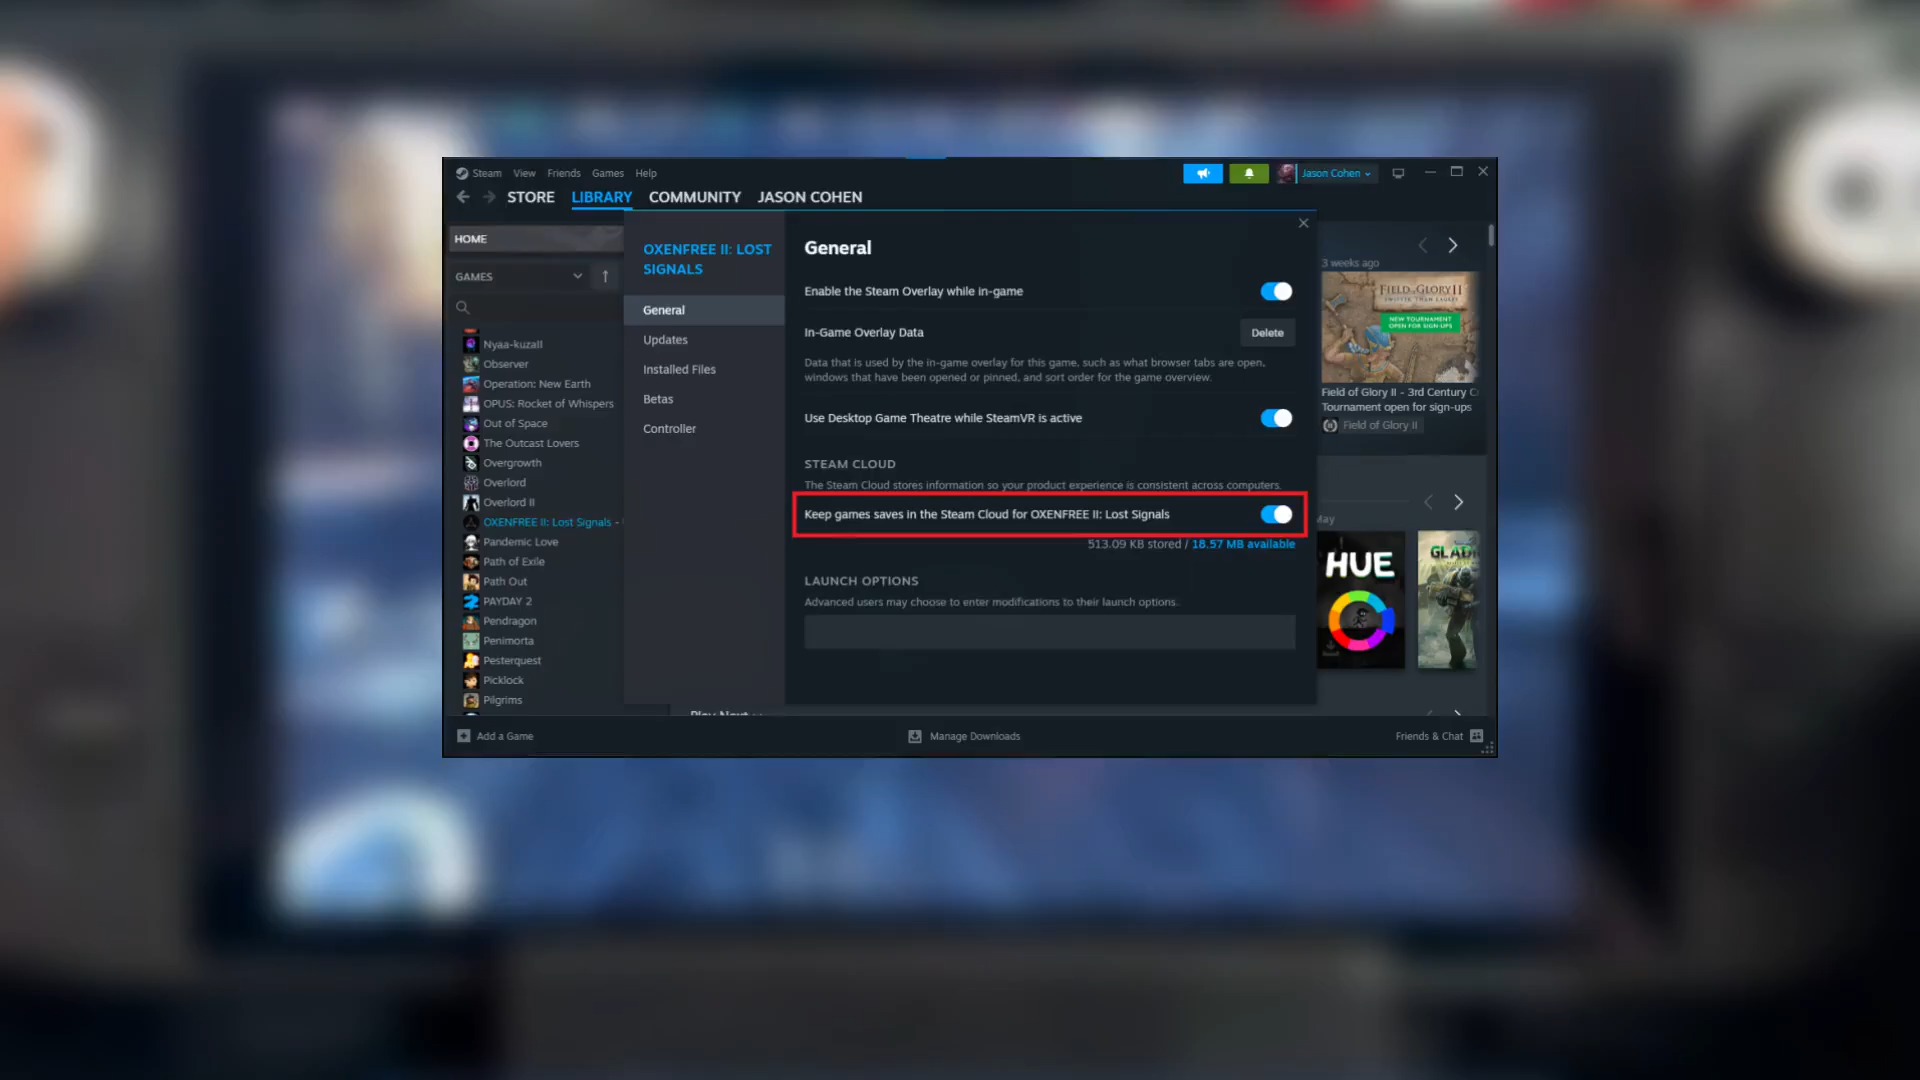 Steam View Friends Games Help
Jason Cohen
STORE LIBRARY COMMUNITY JASON COHEN
HOME
GAMES
Nyaa-kuzaII
Observer
Operation: New Earth
OPUS: Rocket of Whispers
Out of Space
The Outcast Lovers
Overgrowth
Overlord
Overlord II
OXENFREE II: Lost Signals -
Pandemic Love
Path of Exile
Path Out
PAYDAY 2
Pendragon
Penimorta
Pesterquest
Picklock
Pilgrims
OXENFREE II: LOST
SIGNALS
General
Updates
Installed Files
Betas
Controller
General
Enable the Steam Overlay while in-game
In-Game Overlay Data
Delete
Data that is used by the in-game overlay for this game, such as what browser tabs are open,
windows that have been opened or pinned, and sort order for the game overview.
Use Desktop Game Theatre while SteamVR is active
STEAM CLOUD
The Steam Cloud stores information so your product experience is consistent across computers.
Keep games saves in the Steam Cloud for OXENFREE II: Lost Signals
513.09 KB stored / 18.57 MB available
LAUNCH OPTIONS
Advanced users may choose to enter modifications to their launch options.
3 weeks ago
FIELD of GLORY II
SWIFTER THAN EAGLES
NEW TOURNAMENT
OPEN FOR SIGN-UPS
Field of Glory II - 3rd Century C
Tournament open for sign-ups
Field of Glory II
May
HUE
GLADI
Play Next
Add a Game
Manage Downloads
Friends & Chat